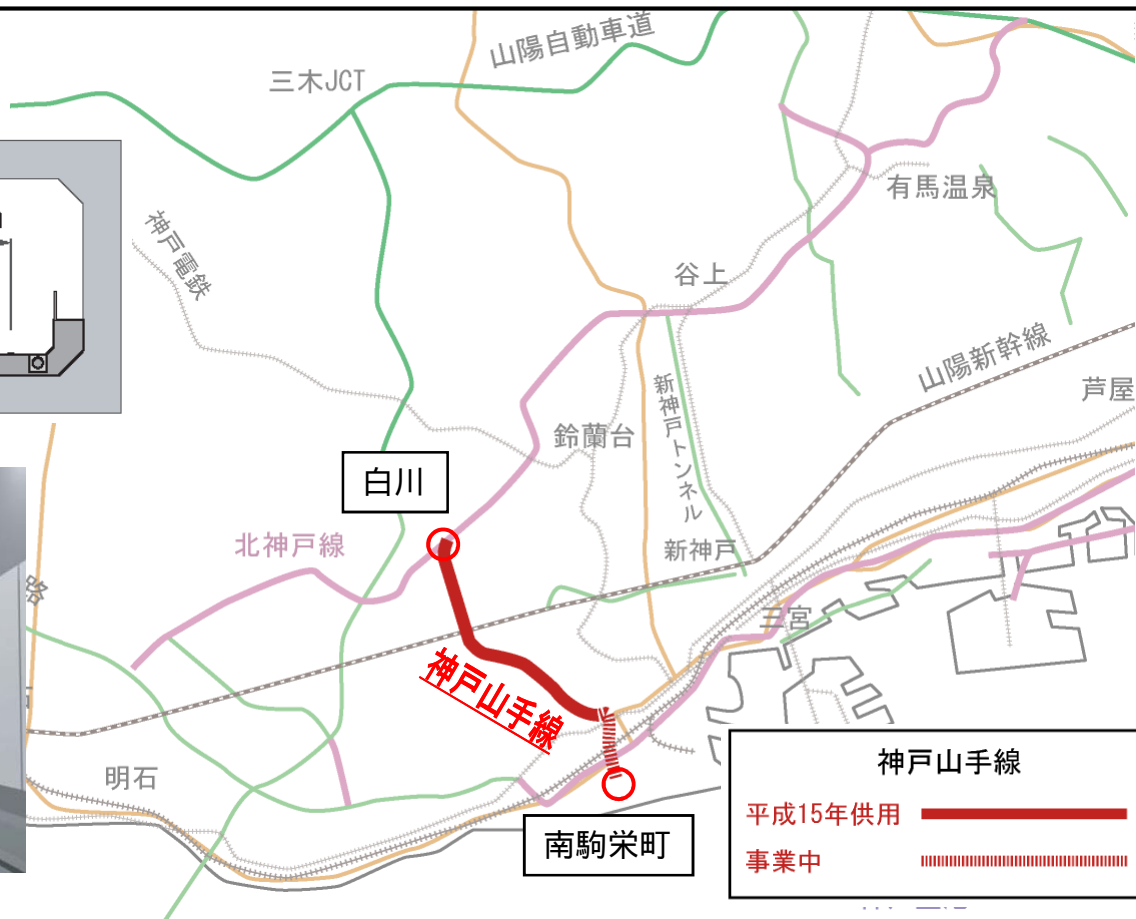 山陽自動車道
三木JCT
有馬温泉
神戸電鉄
谷上
山陽新幹線
芦屋
新神戸トンネル
鈴蘭台
白川
北神戸線
新神戸
路
三宮
神戸山手線
明石
南駒栄町
神戸山手線
平成15年供用
事業中